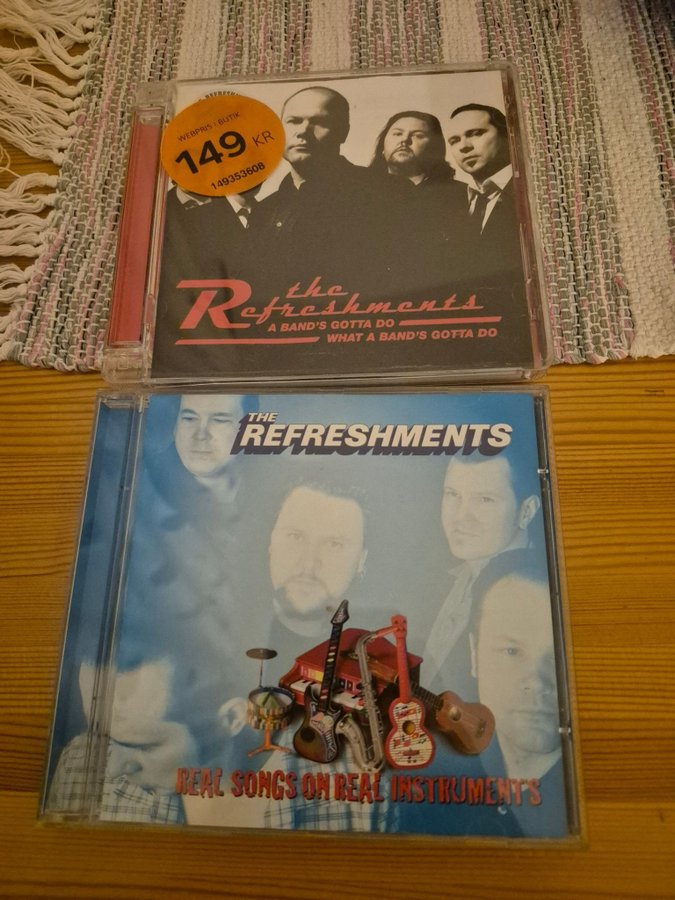 WEBPRIS I BUTIK
149 KR
149353608
the
Refreshments
A BAND'S GOTTA DO
WHAT A BAND'S GOTTA DO
THE
REFRESHMENTS
REAL SONGS ON REAL INSTRUMENTS